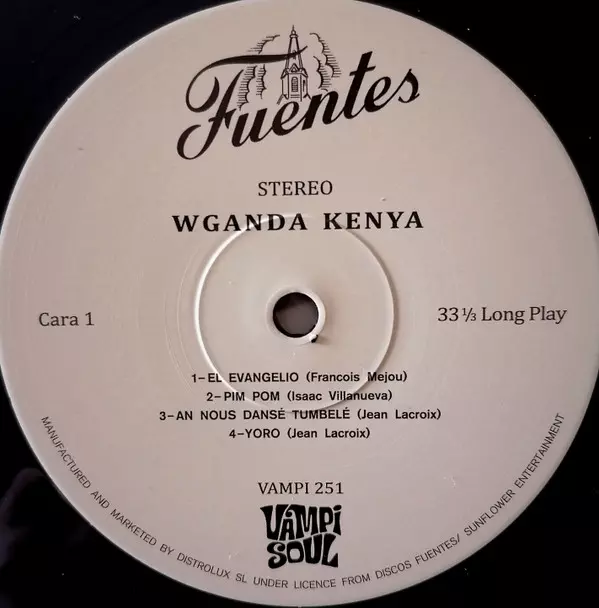 Fuentes
STEREO
WGANDA KENYA
Cara 1
33 ⅓ Long Play
1-EL EVANGELIO (Francois Mejou)
2-PIM POM (Isaac Villanueva)
3-AN NOUS DANSÉ TUMBELÉ (Jean Lacroix)
4-YORO (Jean Lacroix)
VAMPI 251
VAMPI
SOUL
MANUFACTURED AND MARKETED BY DISTROLUX SL UNDER LICENCE FROM DISCOS FUENTES/ SUNFLOWER ENTERTAINMENT